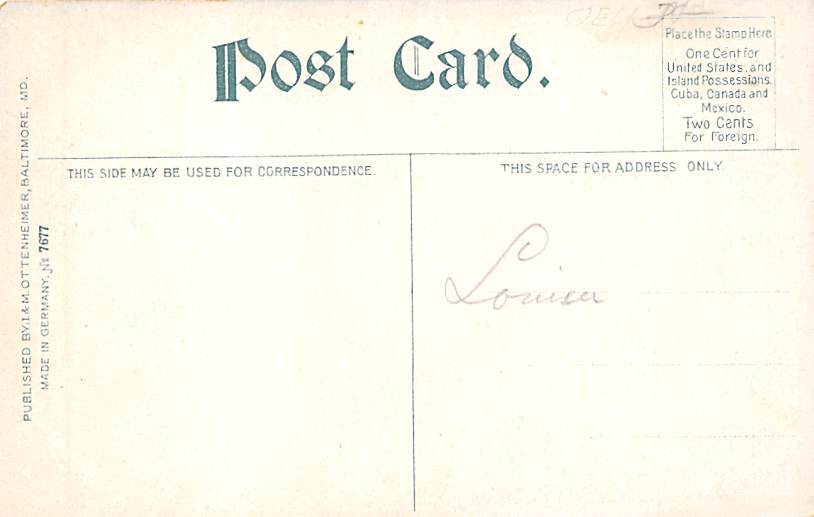 Post Card.
Place the Stamp Here
One Cent for
United States, and
Island Possessions,
Cuba, Canada and
Mexico.
Two Cents
For Foreign.
THIS SIDE MAY BE USED FOR CORRESPONDENCE.
THIS SPACE FOR ADDRESS ONLY.
Louisa
PUBLISHED BY I. & M. OTTENHEIMER, BALTIMORE, MD.
MADE IN GERMANY. № 7677